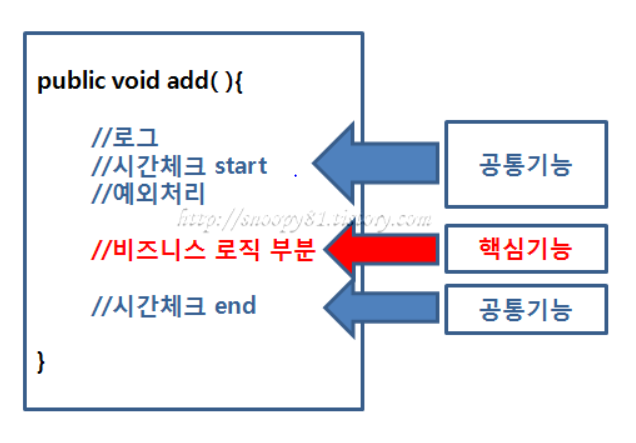 public void add( ){
//로그
//시간체크 start
//예외처리
공통기능
http://snoopy81.tistory.com
//비즈니스 로직 부분
핵심기능
//시간체크 end
공통기능
}